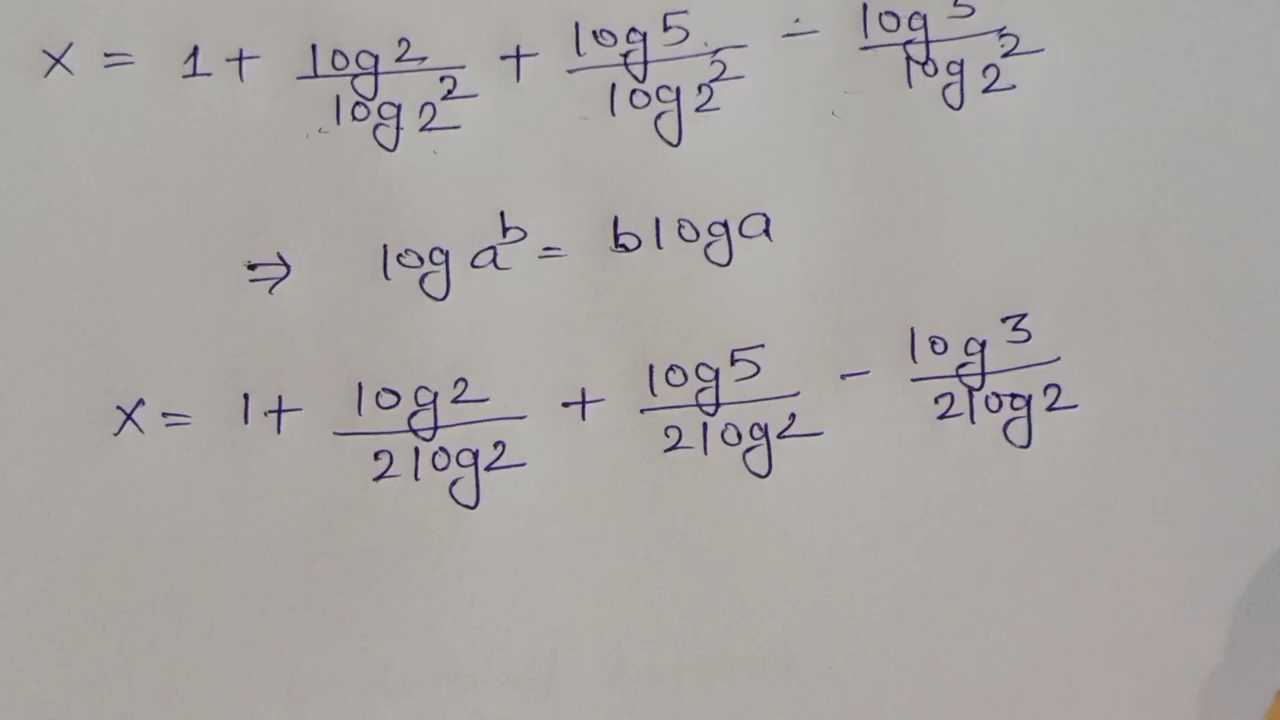 x = 1 + log2/log2² + log5/log2² - log3/log2²
⇒ log a^b = b log a
x = 1 + log2/2log2 + log5/2log2 - log3/2log2